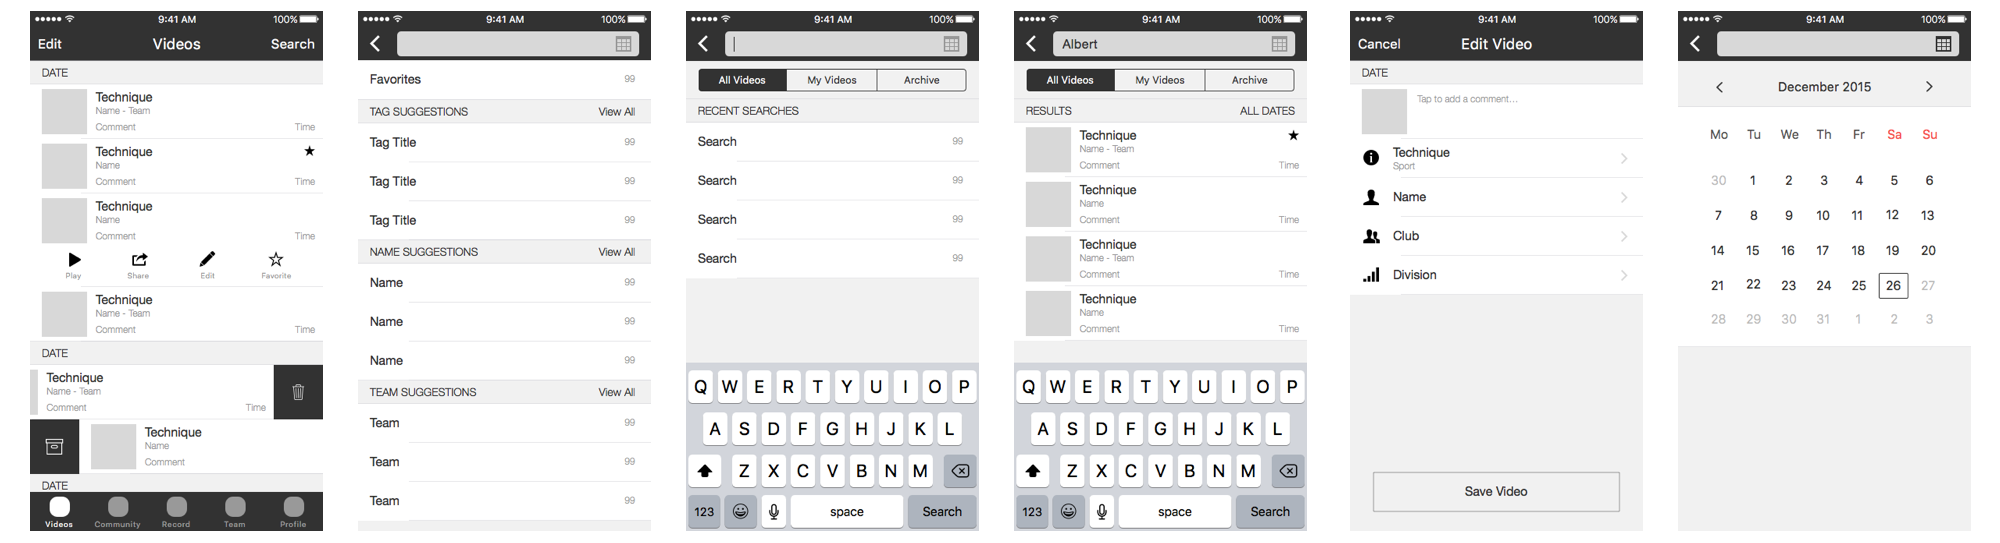 9:41 AM 100%
Edit Videos Search
DATE
Technique
Name - Team
Comment Time
Technique
Name
Comment Time
Technique
Name
Comment Time
Play Share Edit Favorite
Technique
Name - Team
Comment Time
DATE
Technique
Name - Team
Comment Time
Technique
Name
Comment
DATE
Videos Community Record Team Profile
9:41 AM 100%
Favorites 99
TAG SUGGESTIONS View All
Tag Title 99
Tag Title 99
Tag Title 99
NAME SUGGESTIONS View All
Name 99
Name 99
Name 99
TEAM SUGGESTIONS View All
Team 99
Team 99
Team 99
9:41 AM 100%
All Videos My Videos Archive
RECENT SEARCHES
Search 99
Search 99
Search 99
Search 99
Q W E R T Y U I O P
A S D F G H J K L
Z X C V B N M
123 space Search
9:41 AM 100%
Albert
All Videos My Videos Archive
RESULTS ALL DATES
Technique
Name - Team
Comment Time
Technique
Name
Comment Time
Technique
Name - Team
Comment Time
Technique
Name
Comment Time
Q W E R T Y U I O P
A S D F G H J K L
Z X C V B N M
123 space Search
9:41 AM 100%
Cancel Edit Video
DATE
Tap to add a comment...
Technique
Sport
Name
Club
Division
Save Video
9:41 AM 100%
December 2015
Mo Tu We Th Fr Sa Su
30 1 2 3 4 5 6
7 8 9 10 11 12 13
14 15 16 17 18 19 20
21 22 23 24 25 26 27
28 29 30 31 1 2 3